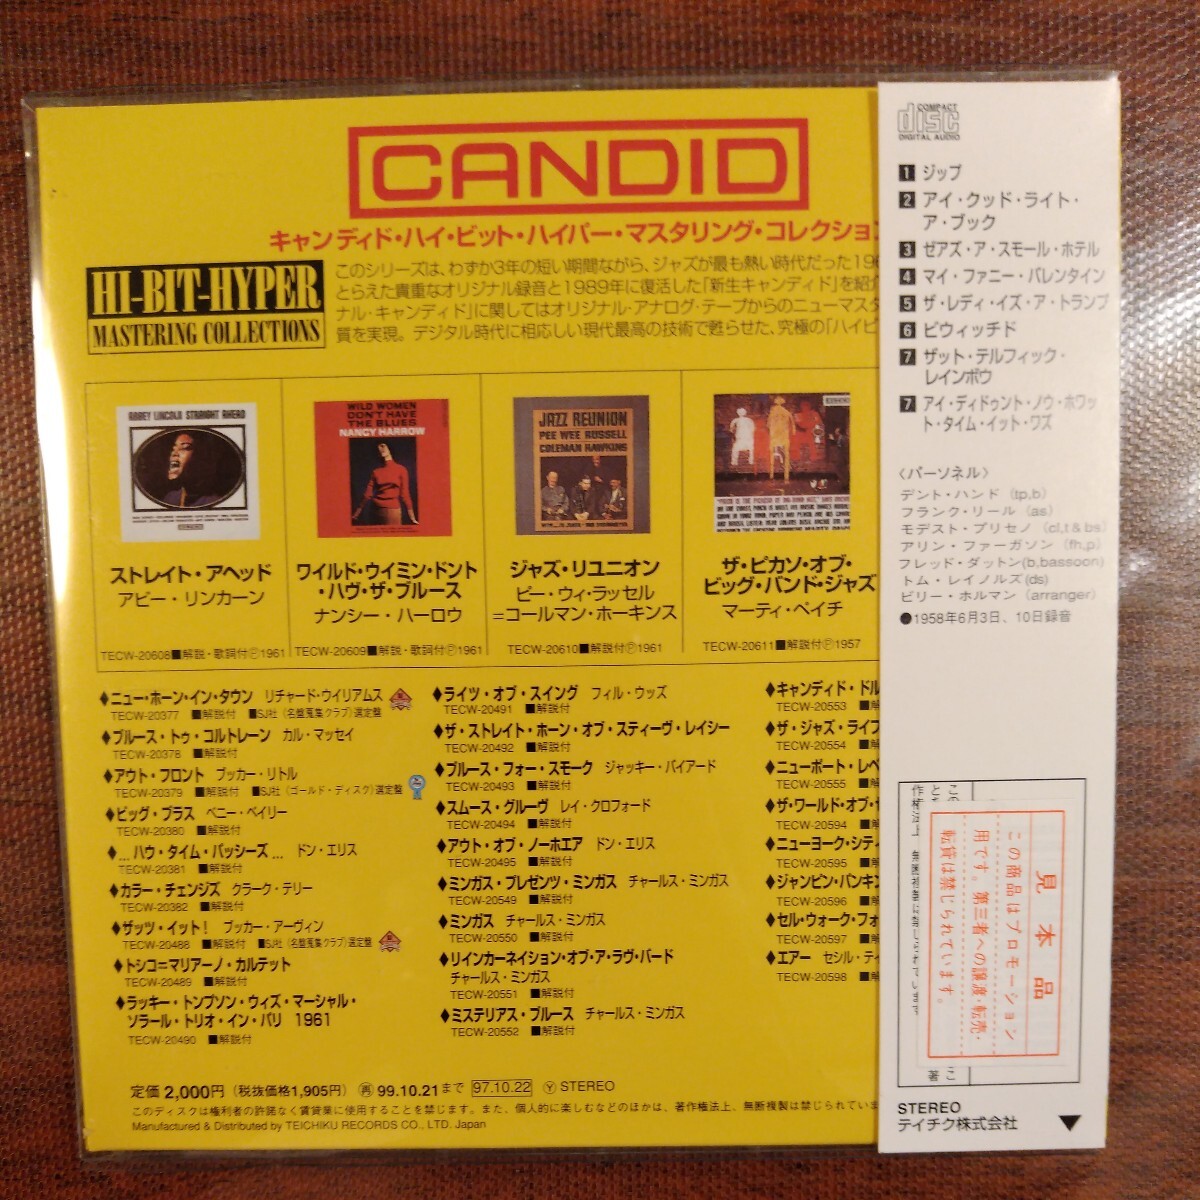 CANDID
キャンディド・ハイ・ビット・ハイパー・マスタリング・コレクション
HI-BIT-HYPER
MASTERING COLLECTIONS
このシリーズは、わずか3年の短い期間ながら、ジャズが最も熱い時代だった196
とらえた貴重なオリジナル録音と1989年に復活した「新生キャンディド」を紹介
ナル・キャンディド」に関してはオリジナル・アナログ・テープからのニューマスタ
質を実現。デジタル時代に相応しい現代最高の技術で甦らせた、究極の「ハイビ
ABBEY LINCOLN STRAIGHT AHEAD
ストレイト・アヘッド
アビー・リンカーン
TECW-20608■解説・歌詞付Ⓟ1961
WILD WOMEN
DON'T HAVE
THE BLUES
NANCY HARROW
ワイルド・ウイミン・ドント
・ハヴ・ザ・ブルース
ナンシー・ハーロウ
TECW-20609■解説・歌詞付Ⓟ1961
JAZZ REUNION
PEE WEE RUSSELL
COLEMAN HAWKINS
ジャズ・リユニオン
ピー・ウィ・ラッセル
=コールマン・ホーキンス
TECW-20610■解説付Ⓟ1961
ザ・ピカソ・オブ・
ビッグ・バンド・ジャズ
マーティ・ペイチ
TECW-20611■解説付Ⓟ1957
♦ニュー・ホーン・イン・タウン リチャード・ウイリアムス
TECW-20377 ■解説付 ■SJ社（名盤蒐集クラブ）選定盤
♦ブルース・トゥ・コルトレーン カル・マッセイ
TECW-20378 ■解説付
♦アウト・フロント ブッカー・リトル
TECW-20379 ■解説付 ■SJ社（ゴールド・ディスク）選定盤
♦ビッグ・ブラス ベニー・ベイリー
TECW-20380 ■解説付
♦…ハウ・タイム・パッシーズ… ドン・エリス
TECW-20381 ■解説付
♦カラー・チェンジズ クラーク・テリー
TECW-20382 ■解説付
♦ザッツ・イット! ブッカー・アーヴィン
TECW-20488 ■解説付 ■SJ社（名盤蒐集クラブ）選定盤
♦トシコ=マリアーノ・カルテット
TECW-20489 ■解説付
♦ラッキー・トンプソン・ウィズ・マーシャル・
ソラール・トリオ・イン・パリ 1961
TECW-20490 ■解説付
♦ライツ・オブ・スイング フィル・ウッズ
TECW-20491 ■解説付
♦ザ・ストレイト・ホーン・オブ・スティーヴ・レイシー
TECW-20492 ■解説付
♦ブルース・フォー・スモーク ジャッキー・バイアード
TECW-20493 ■解説付
♦スムース・グルーヴ レイ・クロフォード
TECW-20494 ■解説付
♦アウト・オブ・ノーホエア ドン・エリス
TECW-20495 ■解説付
♦ミンガス・プレゼンツ・ミンガス チャールス・ミンガス
TECW-20549 ■解説付
♦ミンガス チャールス・ミンガス
TECW-20550 ■解説付
♦リインカーネイション・オブ・ア・ラヴ・バード
チャールス・ミンガス
TECW-20551 ■解説付
♦ミステリアス・ブルース チャールス・ミンガス
TECW-20552 ■解説付
♦キャンディド・ドル
TECW-20553 ■解
♦ザ・ジャズ・ライフ
TECW-20554 ■解
♦ニューポート・レベ
TECW-20555 ■解
♦ザ・ワールド・オブ・
TECW-20594 ■解
♦ニューヨーク・シティ
TECW-20595 ■解
♦ジャンピン・パンキン
TECW-20596 ■解
♦セル・ウォーク・フォ
TECW-20597 ■解
♦エアー セシル・テイ
TECW-20598 ■解
定価 2,000円（税抜価格1,905円） 再 99.10.21まで 97.10.22 Ⓨ STEREO
このディスクは権利者の許諾なく賃貸業に使用することを禁じます。また、個人的に楽しむなどのほかは、著作権法上、無断複製は禁じられていま
Manufactured & Distributed by TEICHIKU RECORDS CO., LTD. Japan
COMPACT
disc
DIGITAL AUDIO
1 ジップ
2 アイ・クッド・ライト・
ア・ブック
3 ゼアズ・ア・スモール・ホテル
4 マイ・ファニー・バレンタイン
5 ザ・レディ・イズ・ア・トランプ
6 ビウィッチド
7 ザット・テルフィック・
レインボウ
7 アイ・ディドゥント・ノウ・ホワッ
ト・タイム・イット・ワズ
〈パーソネル〉
デント・ハンド (tp,b)
フランク・リール (as)
モデスト・ブリセノ (cl,t & bs)
アリン・ファーガソン (fh,p)
フレッド・ダットン(b,bassoon)
トム・レイノルズ(ds)
ビリー・ホルマン (arranger)
●1958年6月3日、10日録音
見本品
この商品はプロモーション
用です。第三者への譲渡・転売・
転貸は禁じられています。
STEREO
テイチク株式会社